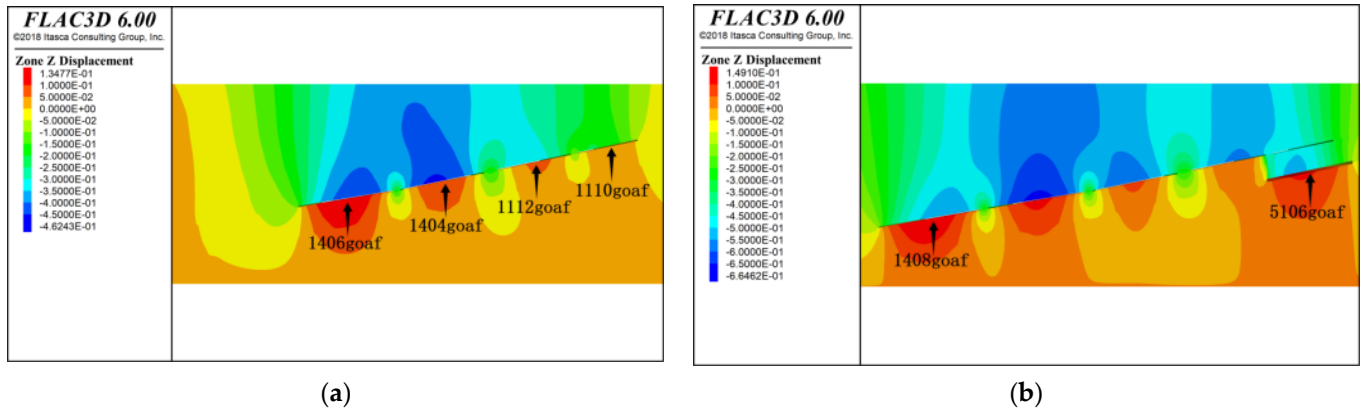 FLAC3D 6.00
©2018 Itasca Consulting Group, Inc.
Zone Z Displacement
1.3477E-01
1.0000E-01
5.0000E-02
0.0000E+00
-5.0000E-02
-1.0000E-01
-1.5000E-01
-2.0000E-01
-2.5000E-01
-3.0000E-01
-3.5000E-01
-4.0000E-01
-4.5000E-01
-4.6243E-01
1406goaf
1404goaf
1112goaf
1110goaf
(a)
FLAC3D 6.00
©2018 Itasca Consulting Group, Inc.
Zone Z Displacement
1.4910E-01
1.0000E-01
5.0000E-02
0.0000E+00
-5.0000E-02
-1.0000E-01
-1.5000E-01
-2.0000E-01
-2.5000E-01
-3.0000E-01
-3.5000E-01
-4.0000E-01
-4.5000E-01
-5.0000E-01
-5.5000E-01
-6.0000E-01
-6.5000E-01
-6.6462E-01
1408goaf
5106goaf
(b)